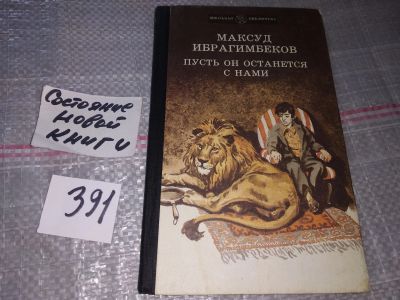 ШКОЛЬНАЯ БИБЛИОТЕКА
МАКСУД
ИБРАГИМБЕКОВ
ПУСТЬ ОН ОСТАНЕТСЯ
С НАМИ
Состояние
новой
книги
391